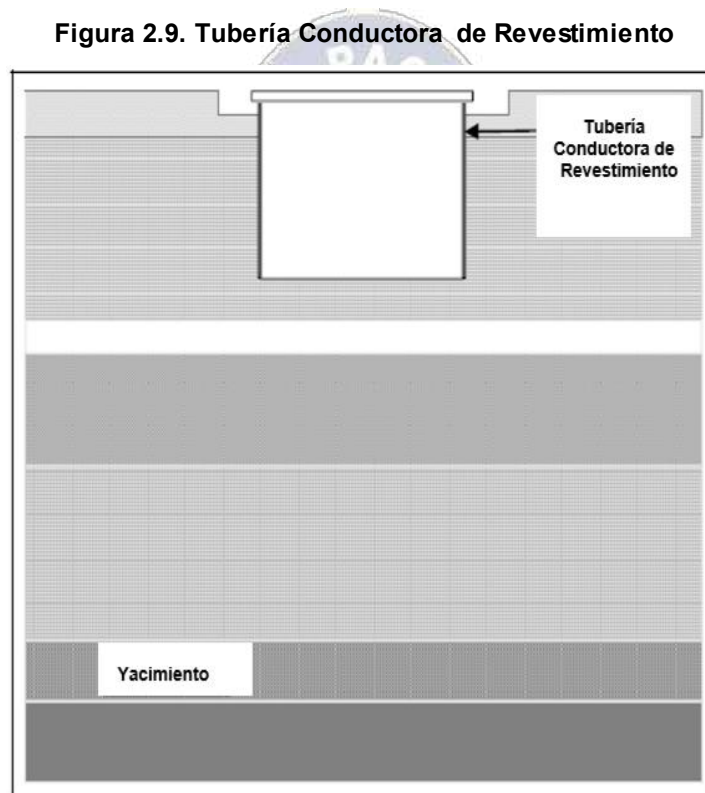 Figura 2.9. Tubería Conductora de Revestimiento
Tubería
Conductora de
Revestimiento
Yacimiento